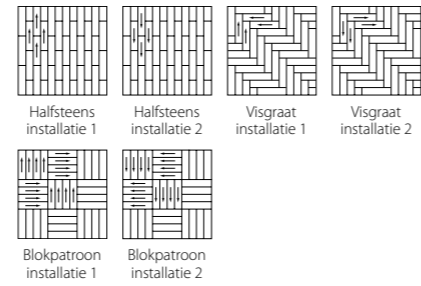 Halfsteens
installatie 1
Halfsteens
installatie 2
Visgraat
installatie 1
Visgraat
installatie 2
Blokpatroon
installatie 1
Blokpatroon
installatie 2